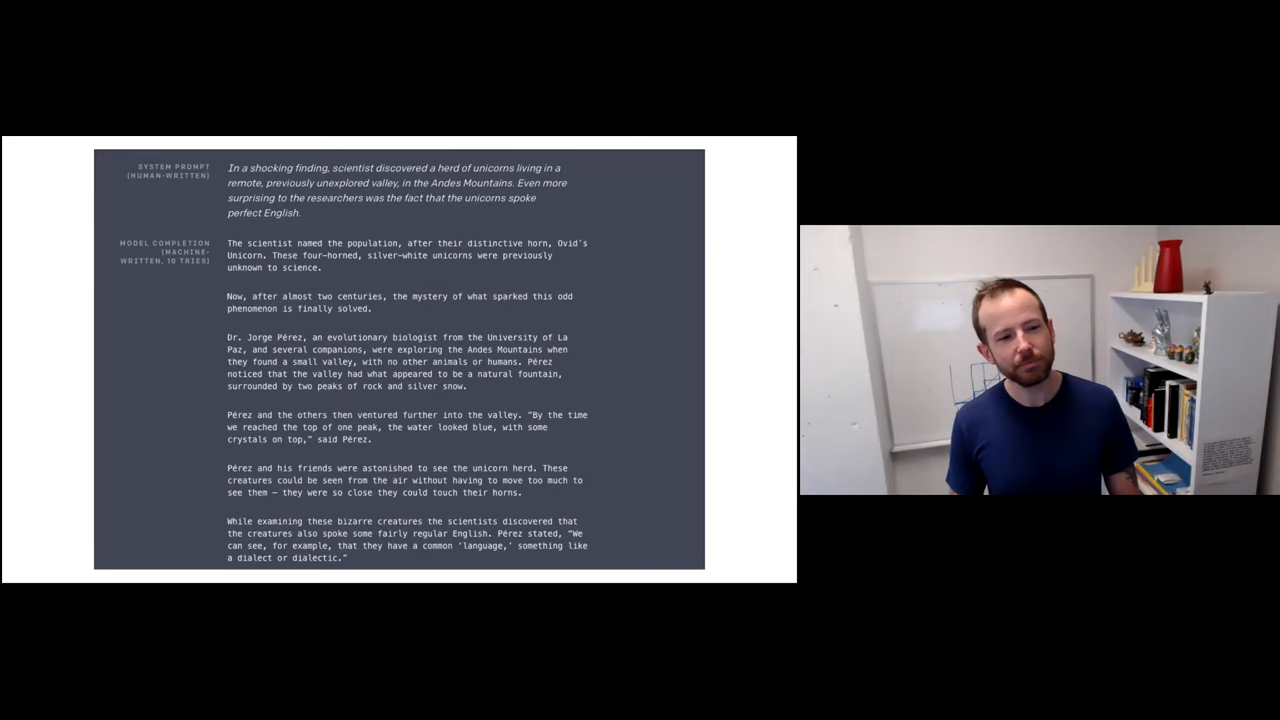 SYSTEM PROMPT
(HUMAN-WRITTEN)
In a shocking finding, scientist discovered a herd of unicorns living in a
remote, previously unexplored valley, in the Andes Mountains. Even more
surprising to the researchers was the fact that the unicorns spoke
perfect English.
MODEL COMPLETION
(MACHINE-
WRITTEN, 10 TRIES)
The scientist named the population, after their distinctive horn, Ovid's
Unicorn. These four-horned, silver-white unicorns were previously
unknown to science.
Now, after almost two centuries, the mystery of what sparked this odd
phenomenon is finally solved.
Dr. Jorge Pérez, an evolutionary biologist from the University of La
Paz, and several companions, were exploring the Andes Mountains when
they found a small valley, with no other animals or humans. Pérez
noticed that the valley had what appeared to be a natural fountain,
surrounded by two peaks of rock and silver snow.
Pérez and the others then ventured further into the valley. “By the time
we reached the top of one peak, the water looked blue, with some
crystals on top,” said Pérez.
Pérez and his friends were astonished to see the unicorn herd. These
creatures could be seen from the air without having to move too much to
see them – they were so close they could touch their horns.
While examining these bizarre creatures the scientists discovered that
the creatures also spoke some fairly regular English. Pérez stated, “We
can see, for example, that they have a common ‘language,’ something like
a dialect or dialectic.”